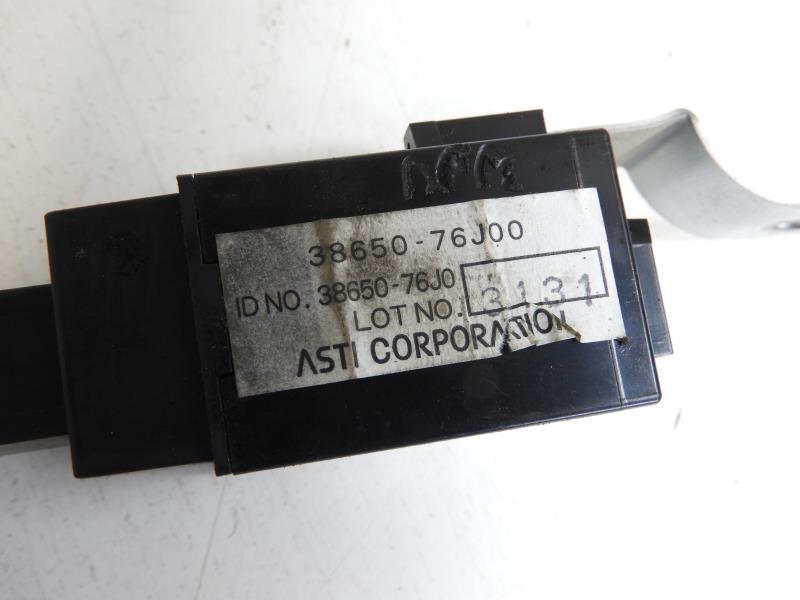 38650-76J00
ID NO. 38650-76J0
LOT NO. 3131
ASTI CORPORATION